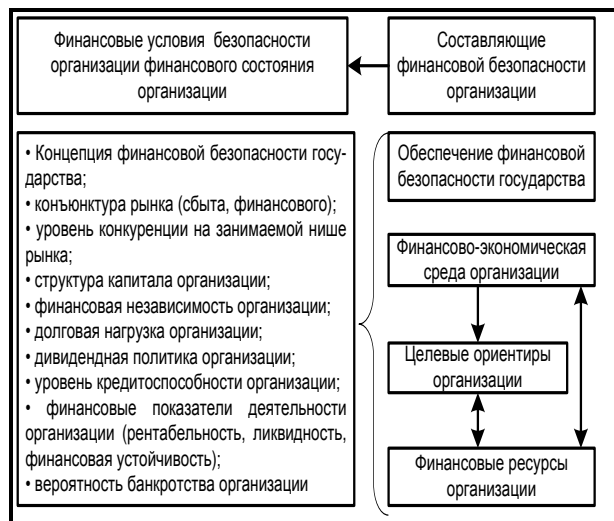 Финансовые условия безопасности
организации финансового состояния
организации
Составляющие
финансовой безопасности
организации
• Концепция финансовой безопасности госу-
дарства;
• конъюнктура рынка (сбыта, финансового);
• уровень конкуренции на занимаемой нише
рынка;
• структура капитала организации;
• финансовая независимость организации;
• долговая нагрузка организации;
• дивидендная политика организации;
• уровень кредитоспособности организации;
• финансовые показатели деятельности
организации (рентабельность, ликвидность,
финансовая устойчивость);
• вероятность банкротства организации
Обеспечение финансовой
безопасности государства
Финансово-экономическая
среда организации
Целевые ориентиры
организации
Финансовые ресурсы
организации